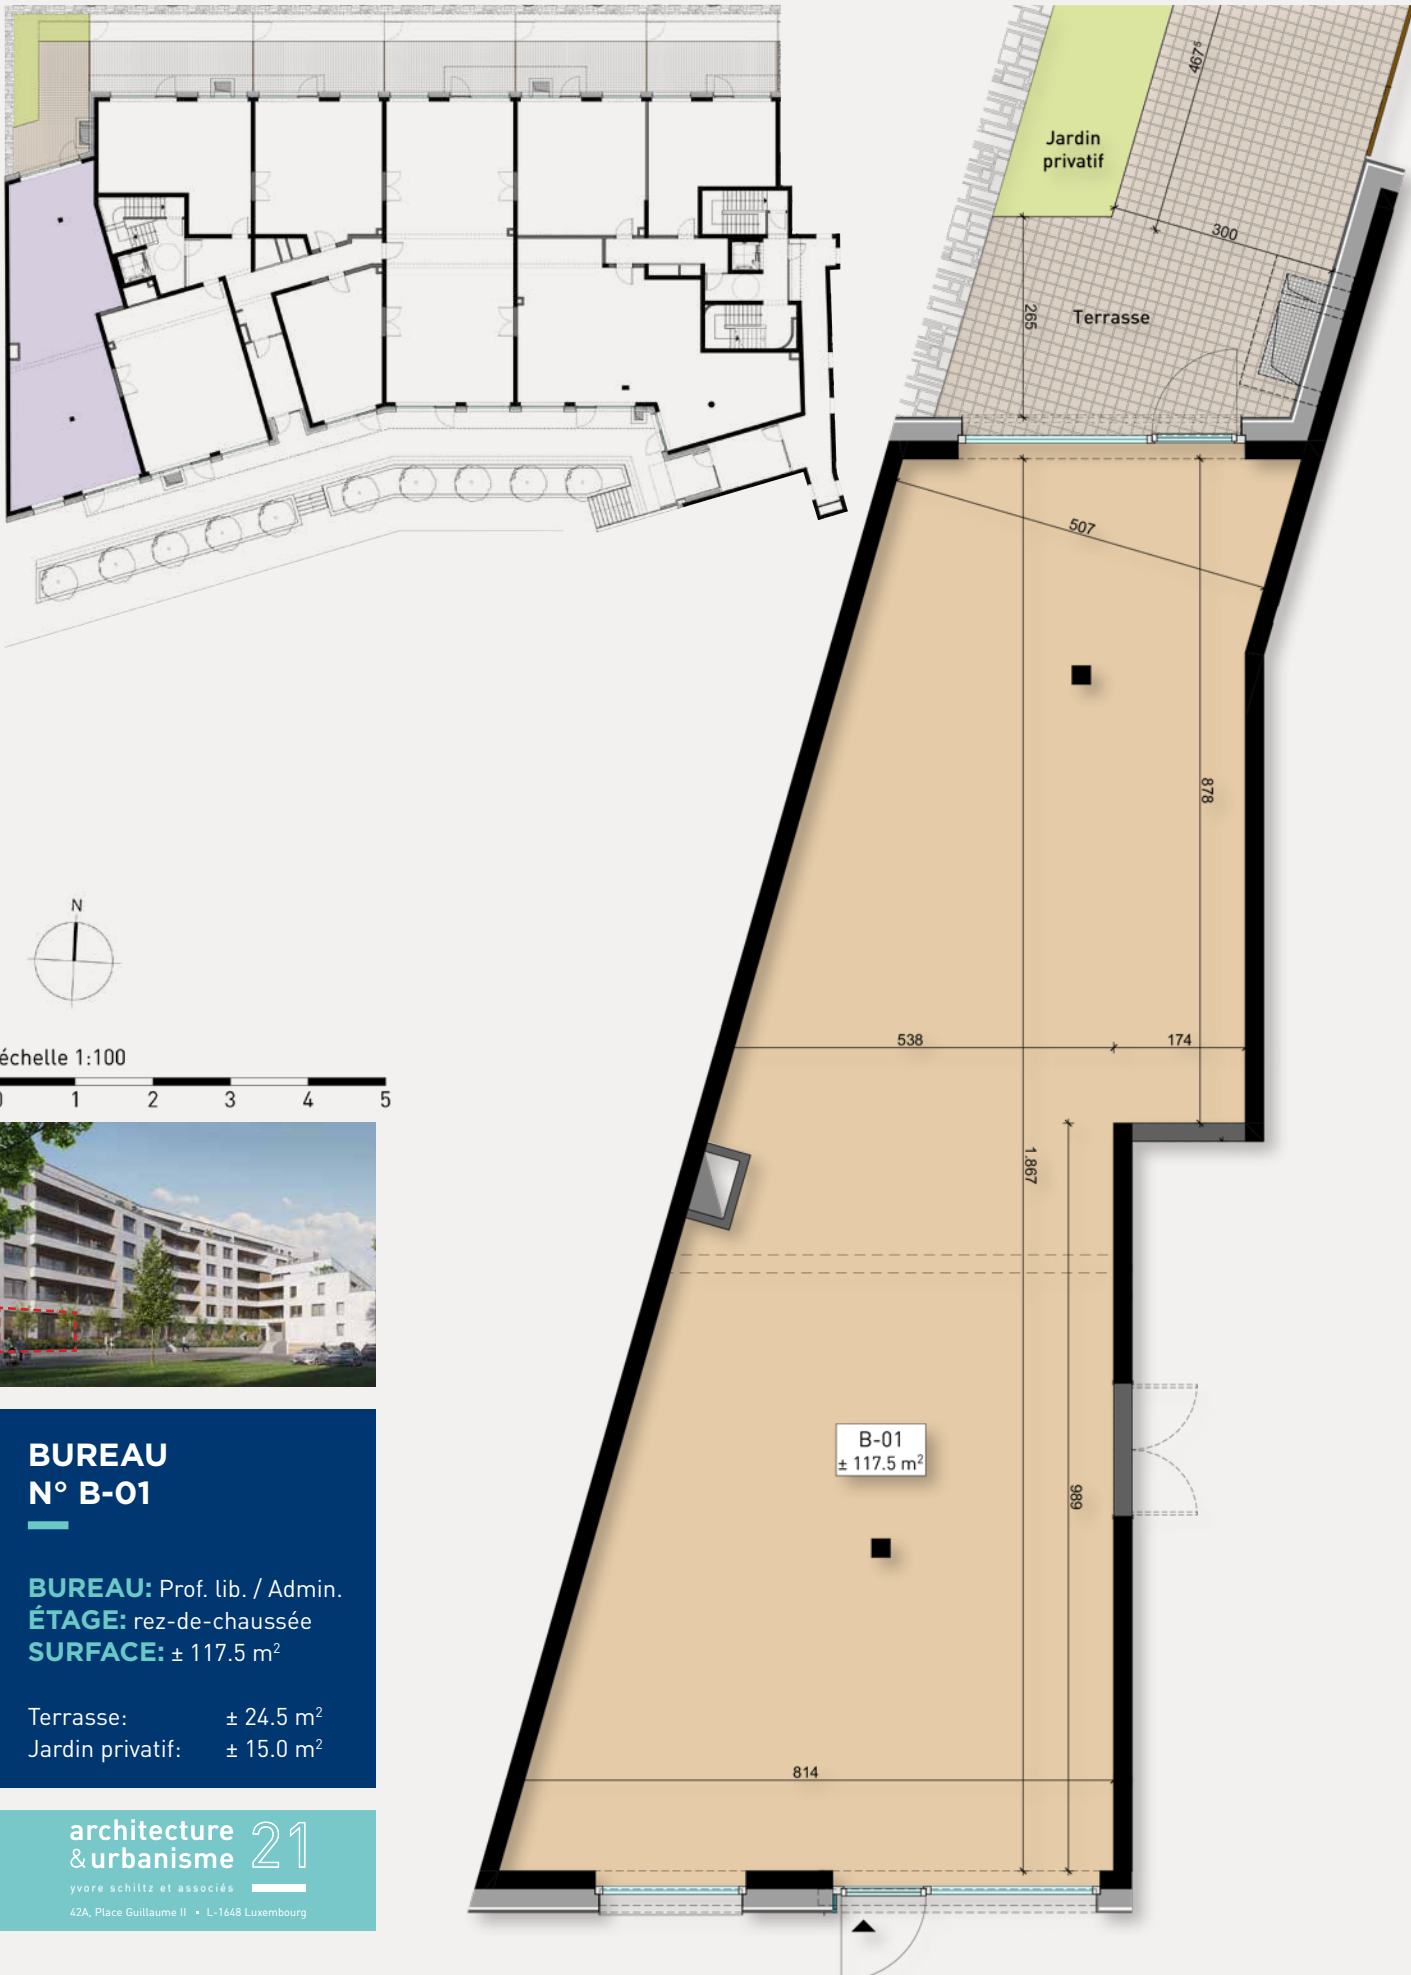 Jardin
privatif
467⁵
300
265
Terrasse
507
878
N
échelle 1:100
0 1 2 3 4 5
538
174
1.867
B-01
± 117.5 m²
989
814
BUREAU
N° B-01
BUREAU: Prof. lib. / Admin.
ÉTAGE: rez-de-chaussée
SURFACE: ± 117.5 m²
Terrasse: ± 24.5 m²
Jardin privatif: ± 15.0 m²
architecture
&urbanisme 21
yvore schiltz et associés
42A, Place Guillaume II • L-1648 Luxembourg